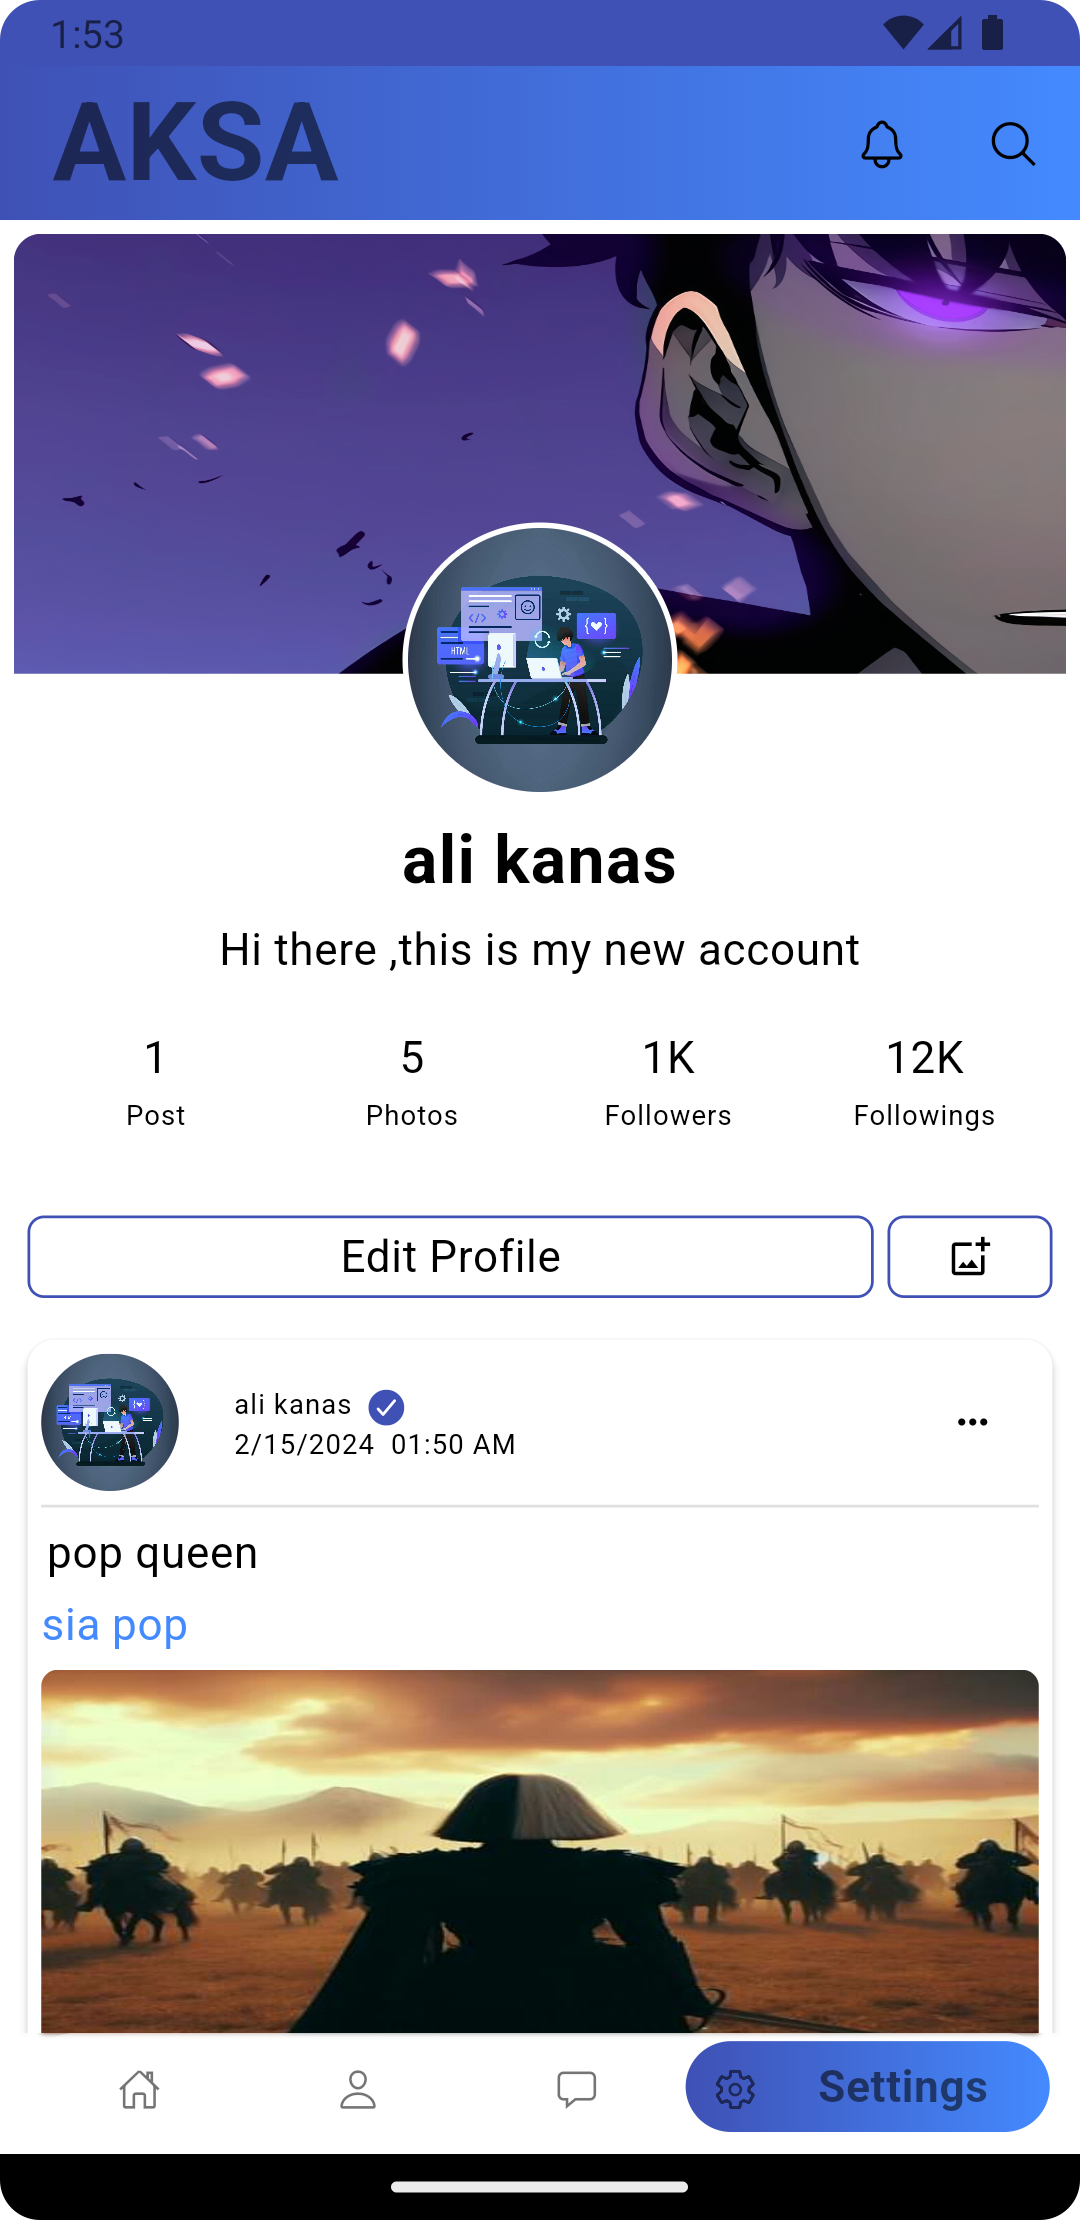 1:53
AKSA
HTML
ali kanas
Hi there ,this is my new account
1 5 1K 12K
Post Photos Followers Followings
Edit Profile
ali kanas
2/15/2024 01:50 AM
pop queen
sia pop
Settings